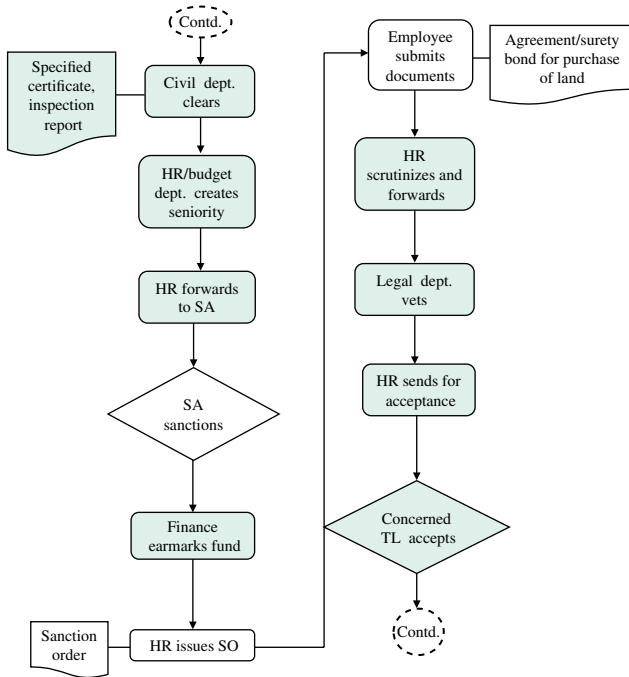 Contd.
Specified
certificate,
inspection
report
Civil dept.
clears
HR/budget
dept. creates
seniority
HR forwards
to SA
SA
sanctions
Finance
earmarks fund
Sanction
order
HR issues SO
Employee
submits
documents
Agreement/surety
bond for purchase
of land
HR
scrutinizes and
forwards
Legal dept.
vets
HR sends for
acceptance
Concerned
TL accepts
Contd.